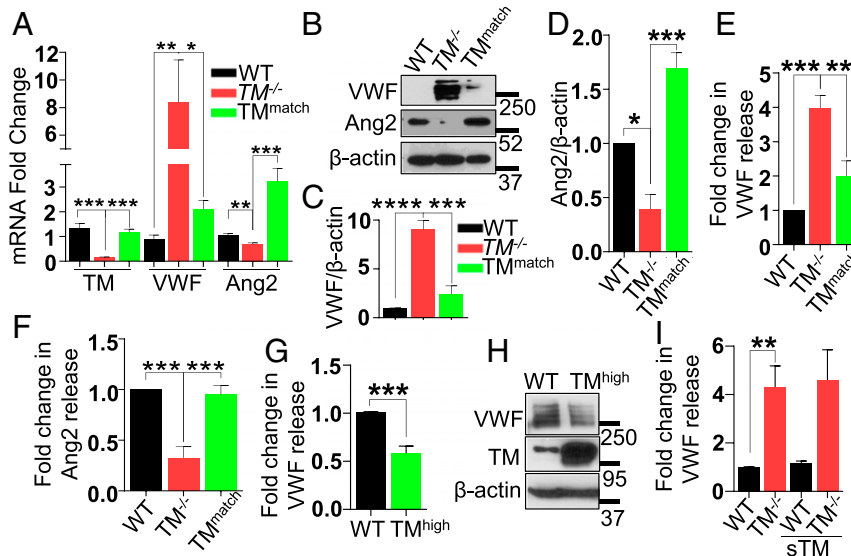 A
mRNA Fold Change
12
10
8
6
4
2
1
0
** *
*** ***
** ***
WT
TM-/-
TMmatch
TM VWF Ang2
B
WT TM-/- TMmatch
VWF
250
Ang2
52
β-actin
37
C
VWF/β-actin
10
5
0
**** ***
WT
TM-/-
TMmatch
D
Ang2/β-actin
2.0
1.5
1.0
0.5
0.0
* ***
WT TM-/- TMmatch
E
Fold change in
VWF release
5
4
3
2
1
0
*** **
WT TM-/- TMmatch
F
Fold change in
Ang2 release
1.5
1.0
0.5
0.0
*** ***
WT TM-/- TMmatch
G
Fold change in
VWF release
1.5
1.0
0.5
0.0
***
WT TMhigh
H
WT TMhigh
VWF
250
TM
95
β-actin
37
I
Fold change in
VWF release
6
4
2
0
**
WT TM-/- WT TM-/-
sTM